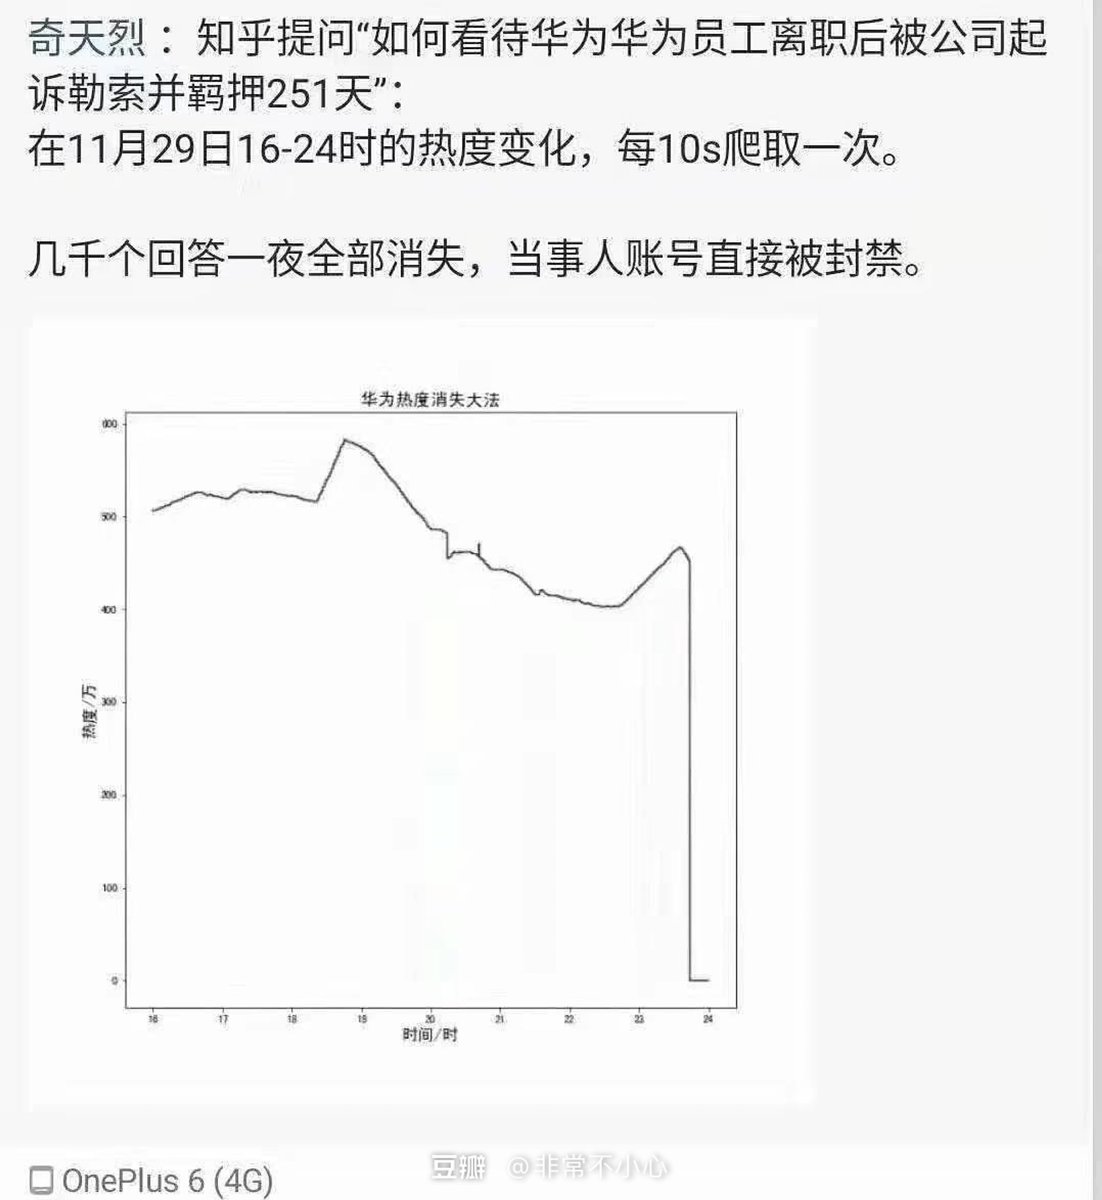 奇天烈：知乎提问“如何看待华为华为员工离职后被公司起
诉勒索并羁押251天”：
在11月29日16-24时的热度变化，每10s爬取一次。
几千个回答一夜全部消失，当事人账号直接被封禁。
华为热度消失大法
600
500
400
300
200
100
0
热度/万
16 17 18 19 20 21 22 23 24
时间/时
豆瓣 @非常不小心
OnePlus 6 (4G)